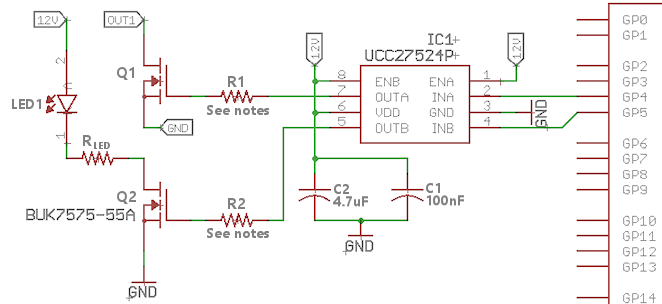 12V
OUT1
2
LED1
1
RLED
Q1
GND
R1
See notes
Q2
BUK7575-55A
GND
R2
See notes
12V
IC1
UCC27524P
8 ENB ENA 1
7 OUTA INA 2
6 VDD GND 3
5 OUTB INB 4
12V
GND
C2
4.7uF
C1
100nF
GND
GP0
GP1
GP2
GP3
GP4
GP5
GP6
GP7
GP8
GP9
GP10
GP11
GP12
GP13
GP14